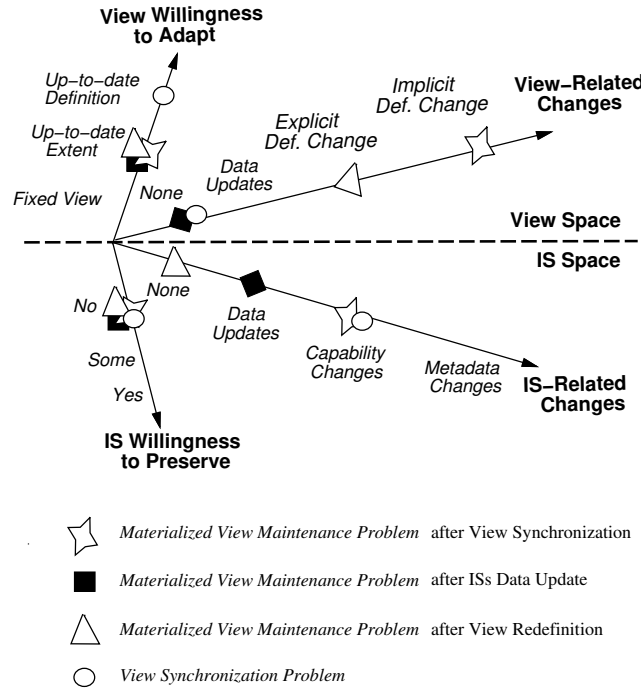 View Willingness
to Adapt
Up-to-date
Definition
Implicit
Def. Change
View-Related
Changes
Up-to-date
Extent
Explicit
Def. Change
Data
Updates
None
Fixed View
View Space
IS Space
None
No
Data
Updates
Some
Capability
Changes
Metadata
Changes
Yes
IS-Related
Changes
IS Willingness
to Preserve
Materialized View Maintenance Problem after View Synchronization
Materialized View Maintenance Problem after ISs Data Update
Materialized View Maintenance Problem after View Redefinition
View Synchronization Problem